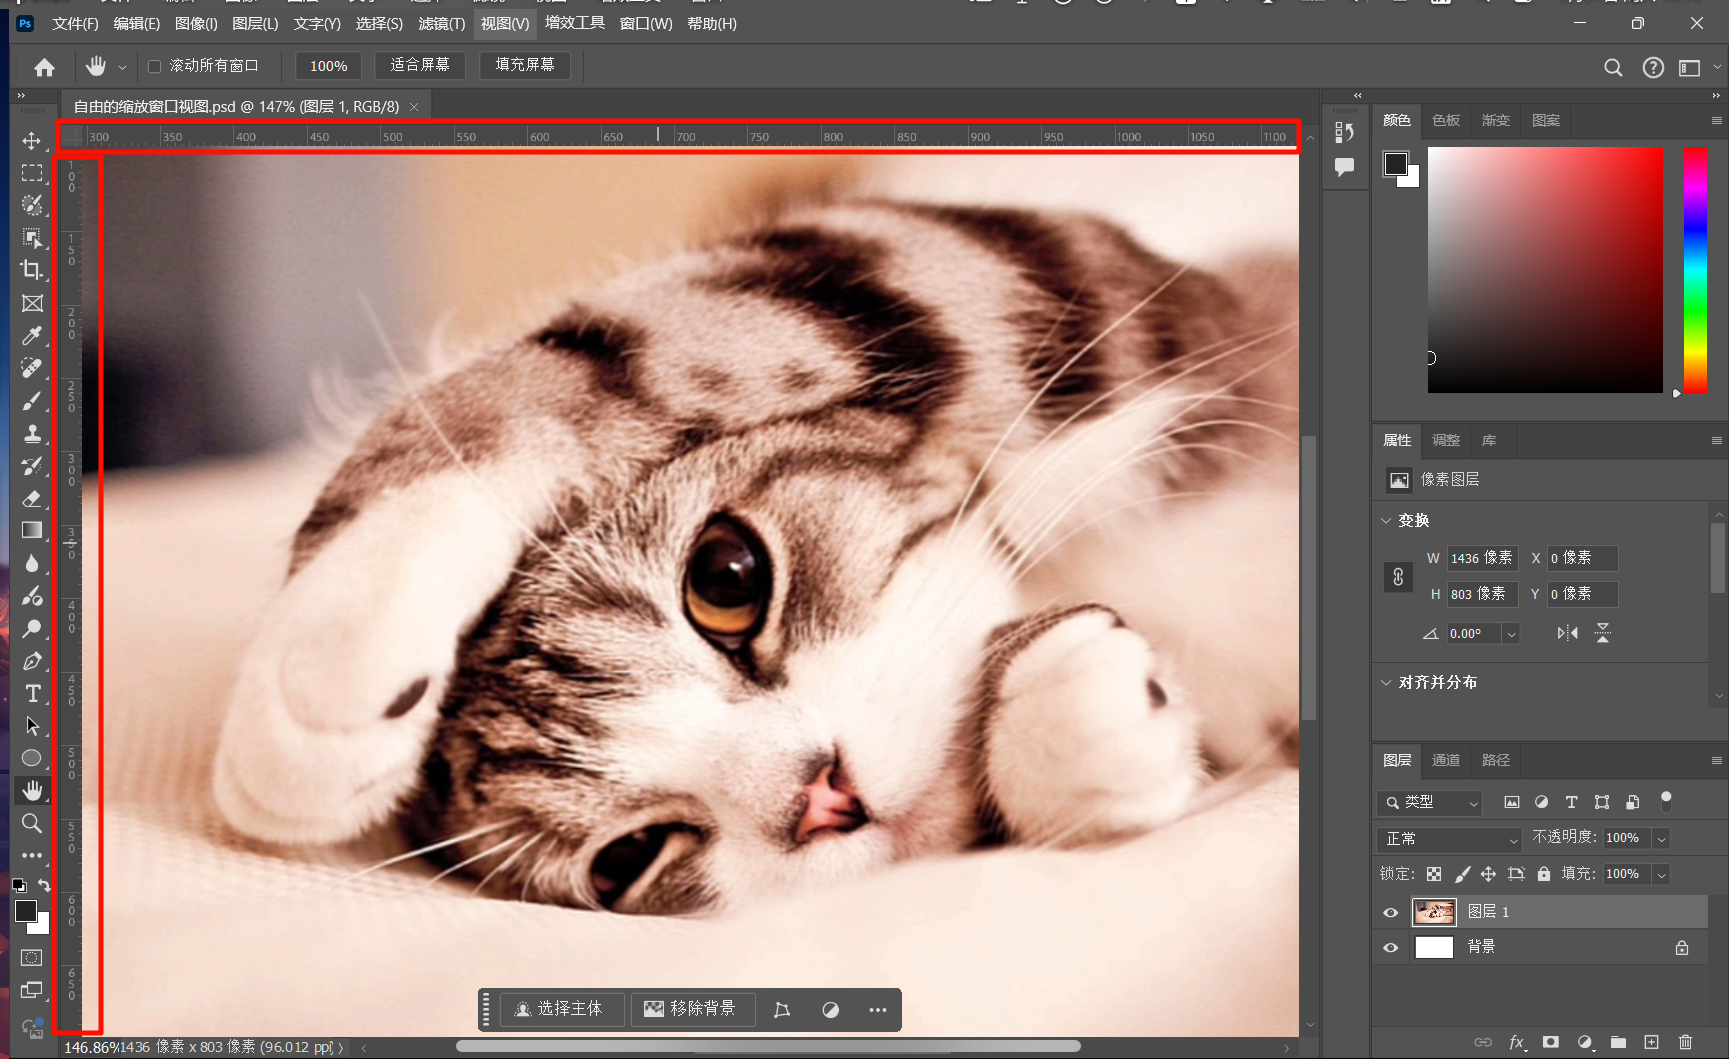 Ps 文件(F) 编辑(E) 图像(I) 图层(L) 文字(Y) 选择(S) 滤镜(T) 视图(V) 增效工具 窗口(W) 帮助(H)
滚动所有窗口 100% 适合屏幕 填充屏幕
自由的缩放窗口视图.psd @ 147% (图层 1, RGB/8) ×
300 350 400 450 500 550 600 650 700 750 800 850 900 950 1000 1050 1100
100
150
200
250
300
350
400
450
500
550
600
650
颜色 色板 渐变 图案
属性 调整 库
像素图层
变换
W 1436 像素 X 0 像素
H 803 像素 Y 0 像素
0.00°
对齐并分布
图层 通道 路径
类型
正常 不透明度: 100%
锁定: 填充: 100%
图层 1
背景
fx
选择主体 移除背景
146.86% 1436 像素 x 803 像素 (96.012 ppi)